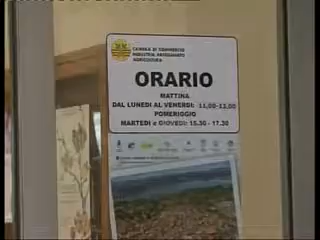 CAMERA DI COMMERCIO
INDUSTRIA ARTIGIANATO
AGRICOLTURA
ORARIO
MATTINA
DAL LUNEDI AL VENERDI: 11,00-13,00
POMERIGGIO
MARTEDI e GIOVEDI: 15.30 - 17.30